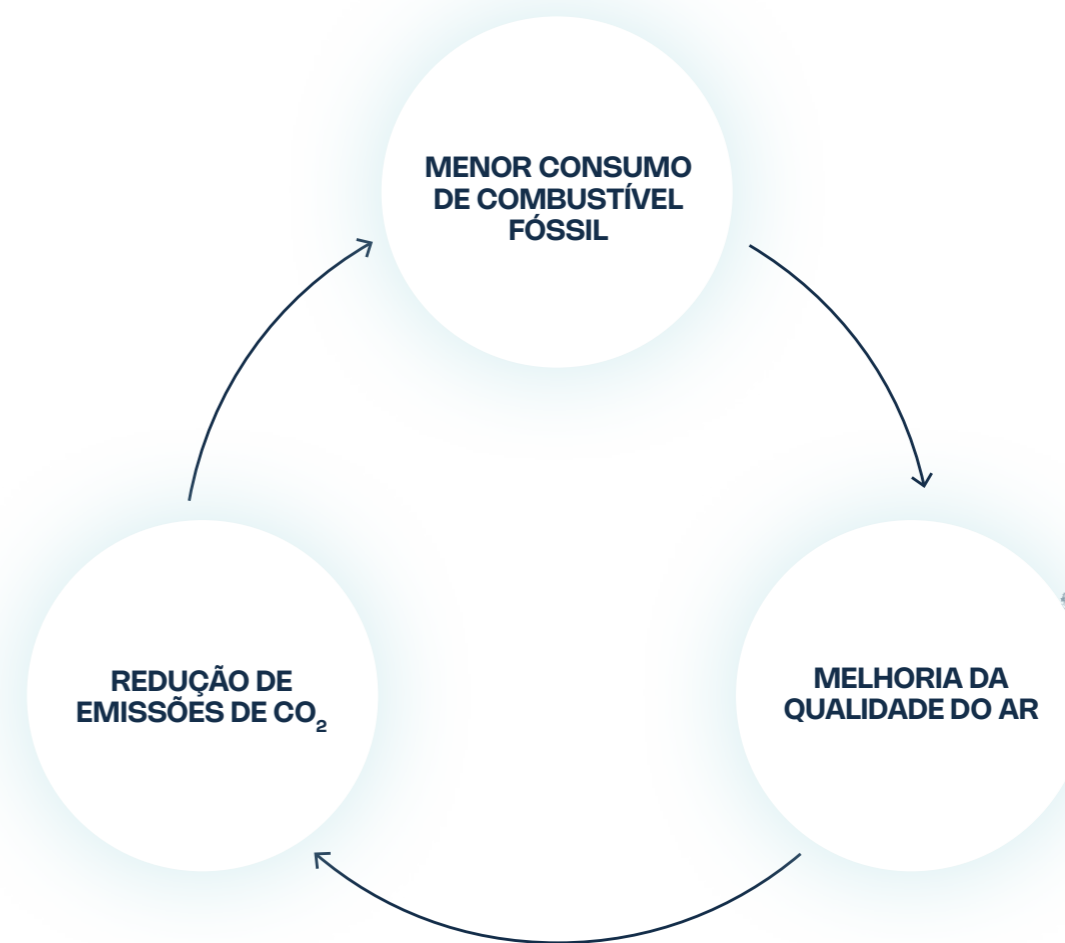 MENOR CONSUMO
DE COMBUSTÍVEL
FÓSSIL
REDUÇÃO DE
EMISSÕES DE CO₂
MELHORIA DA
QUALIDADE DO AR